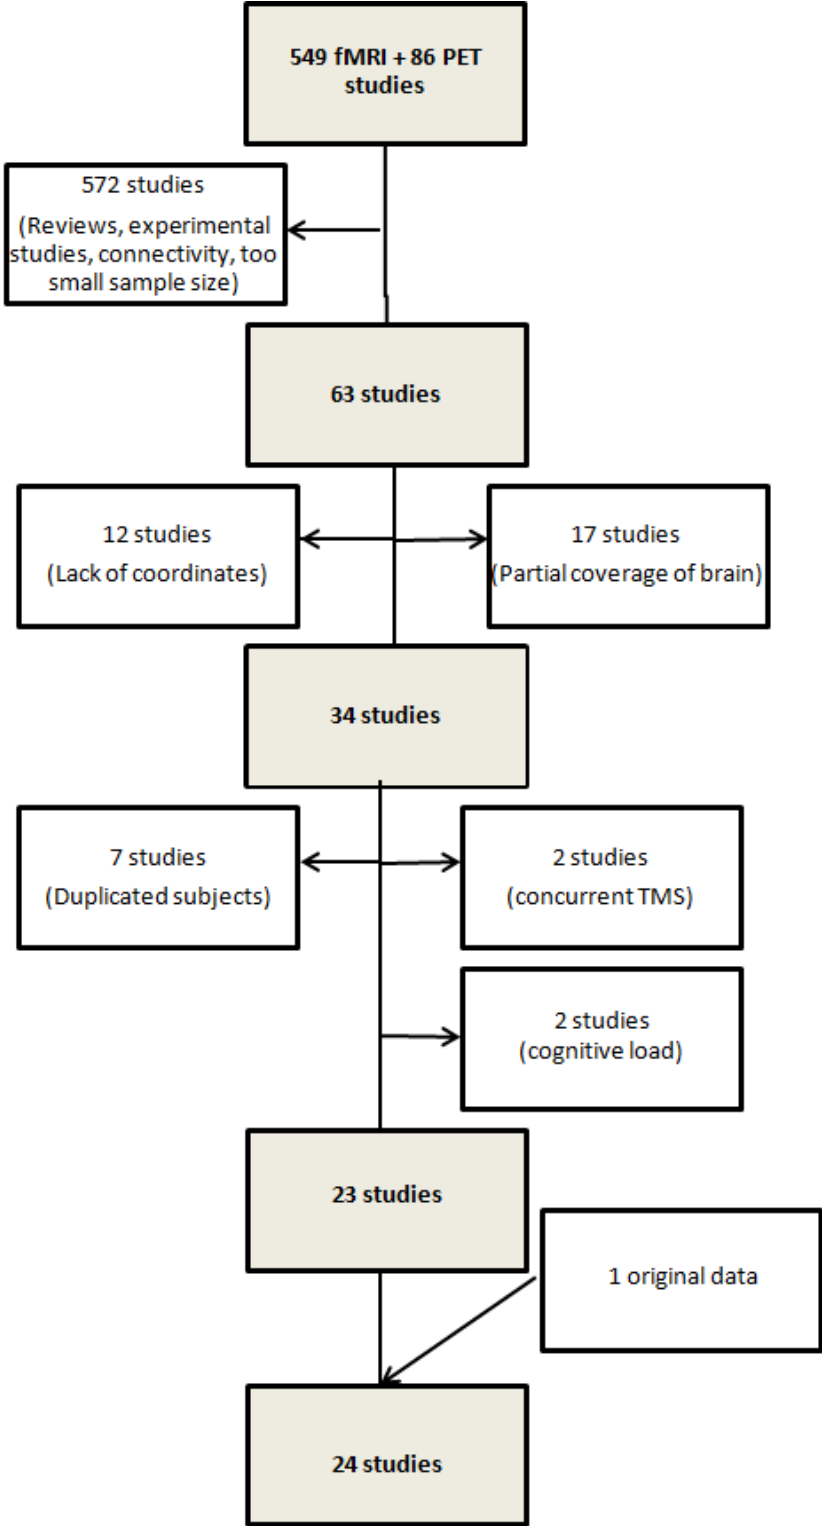 549 fMRI + 86 PET
studies
572 studies
(Reviews, experimental
studies, connectivity, too
small sample size)
63 studies
12 studies
(Lack of coordinates)
17 studies
(Partial coverage of brain)
34 studies
7 studies
(Duplicated subjects)
2 studies
(concurrent TMS)
2 studies
(cognitive load)
23 studies
1 original data
24 studies